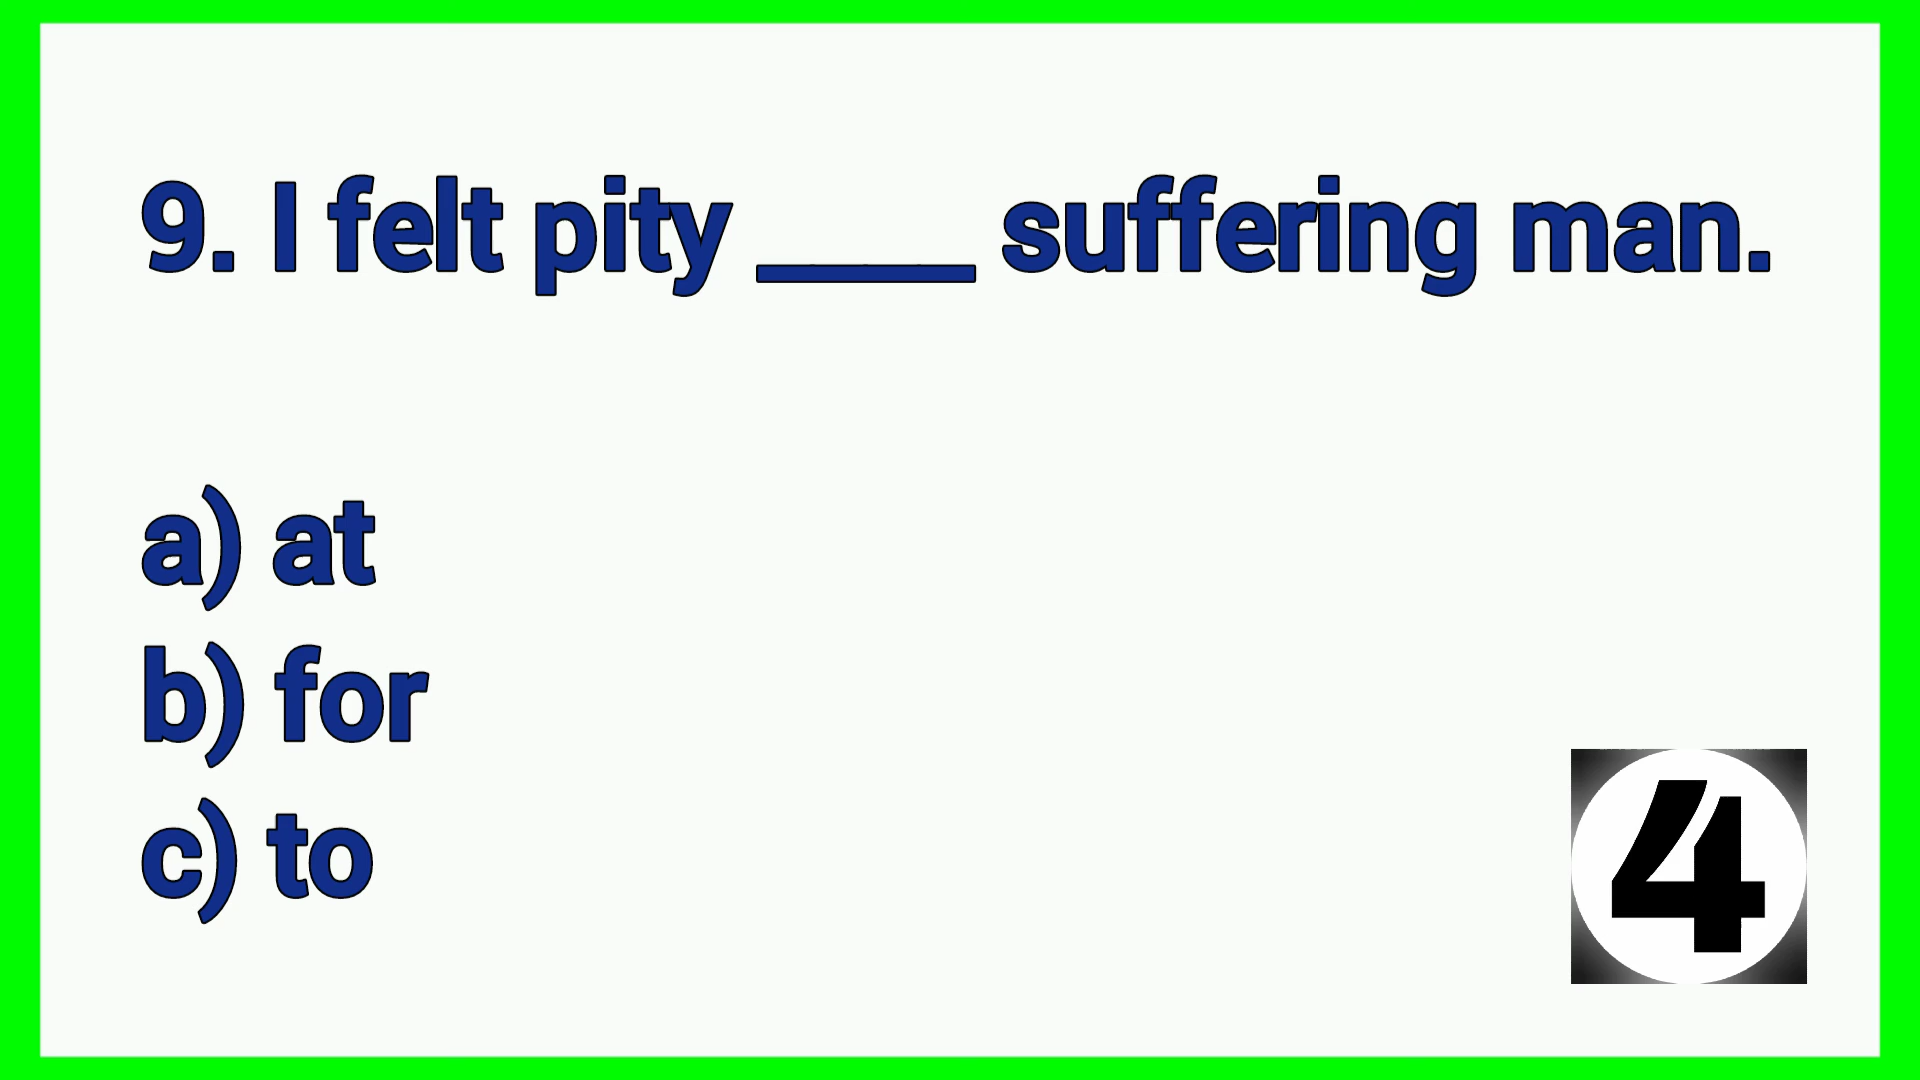 9. I felt pity ____ suffering man.
a) at
b) for
c) to
4